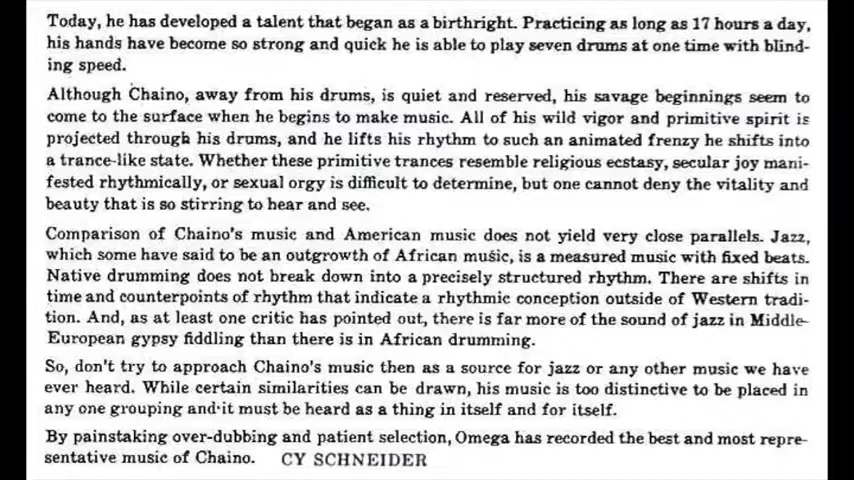 Today, he has developed a talent that began as a birthright. Practicing as long as 17 hours a day,
his hands have become so strong and quick he is able to play seven drums at one time with blind-
ing speed.
Although Chaino, away from his drums, is quiet and reserved, his savage beginnings seem to
come to the surface when he begins to make music. All of his wild vigor and primitive spirit is
projected through his drums, and he lifts his rhythm to such an animated frenzy he shifts into
a trance-like state. Whether these primitive trances resemble religious ecstasy, secular joy mani-
fested rhythmically, or sexual orgy is difficult to determine, but one cannot deny the vitality and
beauty that is so stirring to hear and see.
Comparison of Chaino's music and American music does not yield very close parallels. Jazz,
which some have said to be an outgrowth of African music, is a measured music with fixed beats.
Native drumming does not break down into a precisely structured rhythm. There are shifts in
time and counterpoints of rhythm that indicate a rhythmic conception outside of Western tradi-
tion. And, as at least one critic has pointed out, there is far more of the sound of jazz in Middle-
European gypsy fiddling than there is in African drumming.
So, don't try to approach Chaino's music then as a source for jazz or any other music we have
ever heard. While certain similarities can be drawn, his music is too distinctive to be placed in
any one grouping and it must be heard as a thing in itself and for itself.
By painstaking over-dubbing and patient selection, Omega has recorded the best and most repre-
sentative music of Chaino. CY SCHNEIDER